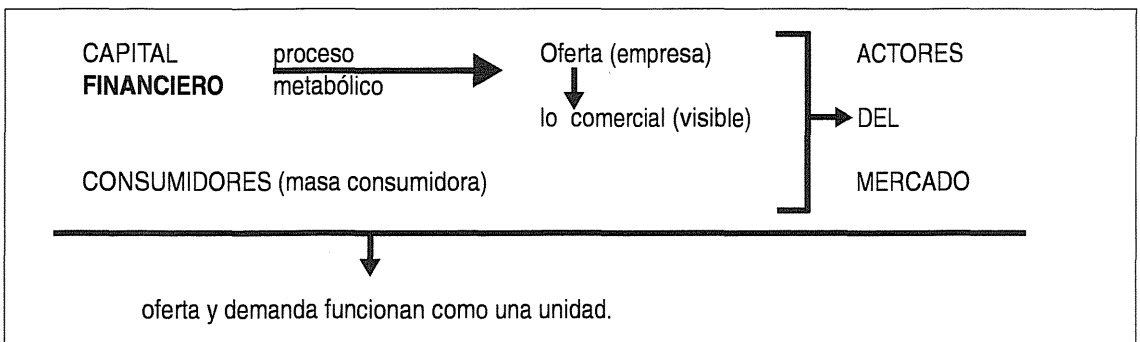 CAPITAL proceso Oferta (empresa) ACTORES
FINANCIERO metabólico
lo comercial (visible) DEL
CONSUMIDORES (masa consumidora) MERCADO
oferta y demanda funcionan como una unidad.